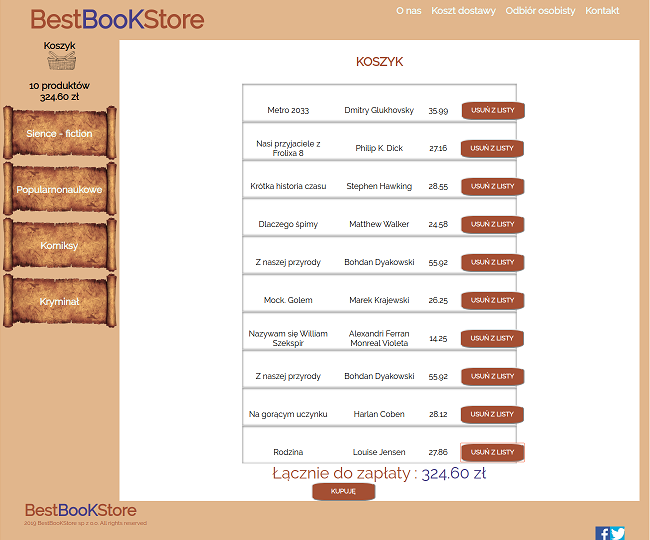 BestBooKStore
O nas Koszt dostawy Odbiór osobisty Kontakt
Koszyk
10 produktów
324.60 zł
Sience - fiction
Popularnonaukowe
Komiksy
Kryminał
KOSZYK
Metro 2033 Dmitry Glukhovsky 35.99 USUŃ Z LISTY
Nasi przyjaciele z
Frolixa 8 Philip K. Dick 27.16 USUŃ Z LISTY
Krótka historia czasu Stephen Hawking 28.55 USUŃ Z LISTY
Dlaczego śpimy Matthew Walker 24.58 USUŃ Z LISTY
Z naszej przyrody Bohdan Dyakowski 55.92 USUŃ Z LISTY
Mock. Golem Marek Krajewski 26.25 USUŃ Z LISTY
Nazywam się William Alexandri Ferran
Szekspir Monreal Violeta 14.25 USUŃ Z LISTY
Z naszej przyrody Bohdan Dyakowski 55.92 USUŃ Z LISTY
Na gorącym uczynku Harlan Coben 28.12 USUŃ Z LISTY
Rodzina Louise Jensen 27.86 USUŃ Z LISTY
Łącznie do zapłaty : 324.60 zł
KUPUJĘ
BestBooKStore
2019 BestBooKStore sp z o.o. All rights reserved